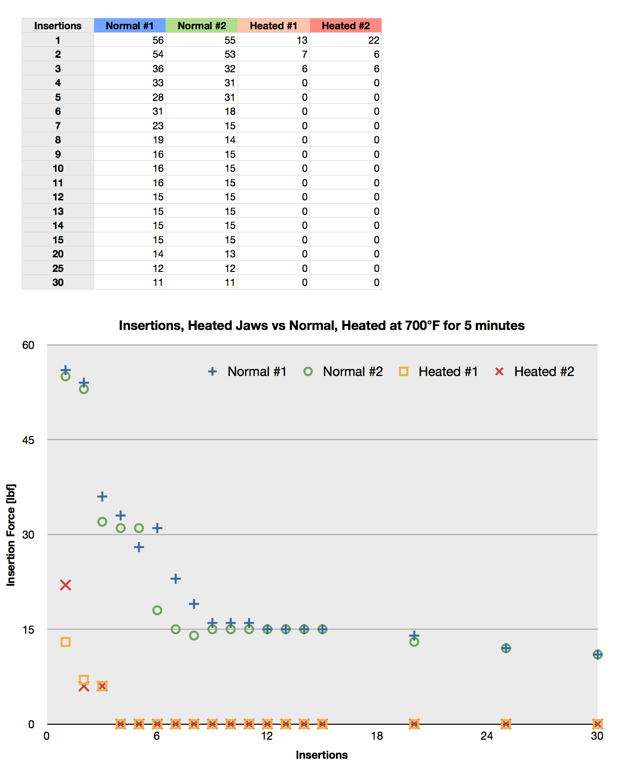 Insertions Normal #1 Normal #2 Heated #1 Heated #2
1 56 55 13 22
2 54 53 7 6
3 36 32 6 6
4 33 31 0 0
5 28 31 0 0
6 31 18 0 0
7 23 15 0 0
8 19 14 0 0
9 16 15 0 0
10 16 15 0 0
11 16 15 0 0
12 15 15 0 0
13 15 15 0 0
14 15 15 0 0
15 15 15 0 0
20 14 13 0 0
25 12 12 0 0
30 11 11 0 0
Insertions, Heated Jaws vs Normal, Heated at 700°F for 5 minutes
Normal #1 Normal #2 Heated #1 Heated #2
Insertion Force [lbf]
60
45
30
15
0
0 6 12 18 24 30
Insertions